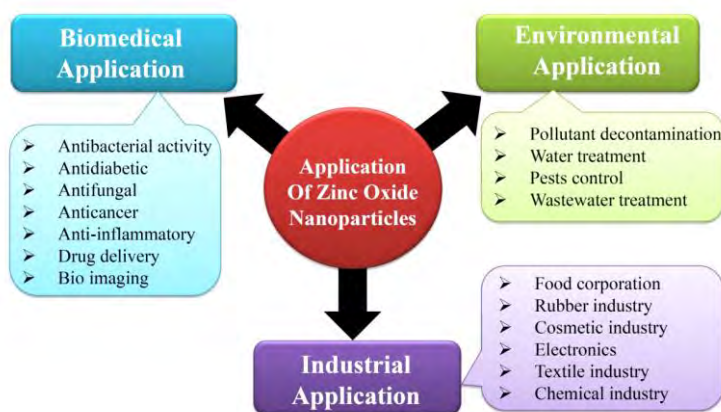 Biomedical
Application
Environmental
Application
➢ Antibacterial activity
➢ Antidiabetic
➢ Antifungal
➢ Anticancer
➢ Anti-inflammatory
➢ Drug delivery
➢ Bio imaging
Application
Of Zinc Oxide
Nanoparticles
➢ Pollutant decontamination
➢ Water treatment
➢ Pests control
➢ Wastewater treatment
Industrial
Application
➢ Food corporation
➢ Rubber industry
➢ Cosmetic industry
➢ Electronics
➢ Textile industry
➢ Chemical industry